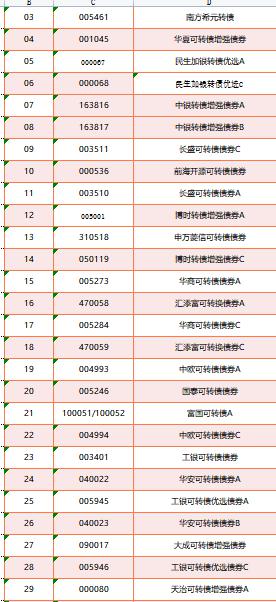 B C D
03 005461 南方希元转债
04 001045 华夏可转债增强债券
05 000067 民生加银转债优选A
06 000068 民生加银转债优选c
07 163816 中银转债增强债券A
08 163817 中银转债增强债券B
09 003511 长盛可转债债券C
10 000536 前海开源可转债债券
11 003510 长盛可转债债券A
12 005001 博时转债增强债券A
13 310518 申万菱信可转债债券
14 050119 博时转债增强债券C
15 005273 华商可转债债券A
16 470058 汇添富可转换债券A
17 005284 华商可转债债券C
18 470059 汇添富可转换债券C
19 004993 中欧可转债债券A
20 005246 国泰可转债债券
21 100051/100052 富国可转债A
22 004994 中欧可转债债券C
23 003401 工银可转债债券
24 040022 华安可转债债券A
25 005945 工银可转债优选债券A
26 040023 华安可转债债券B
27 090017 大成可转债增强债券
28 005946 工银可转债优选债券C
29 000080 天治可转债增强债券A